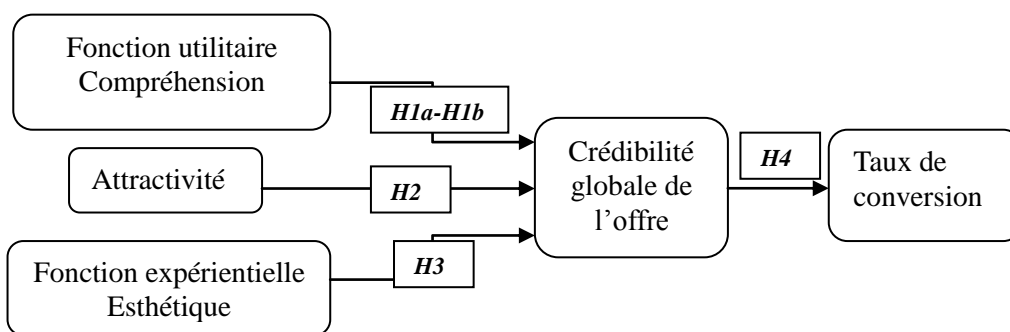 Fonction utilitaire
Compréhension
H1a-H1b
Attractivité
H2
Fonction expérientielle
Esthétique
H3
Crédibilité
globale de
l’offre
H4
Taux de
conversion